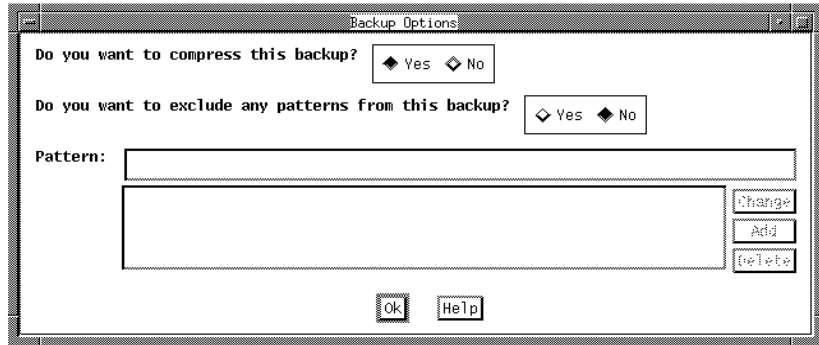 Backup Options
Do you want to compress this backup? Yes No
Do you want to exclude any patterns from this backup? Yes No
Pattern:
Change
Add
Delete
Ok Help